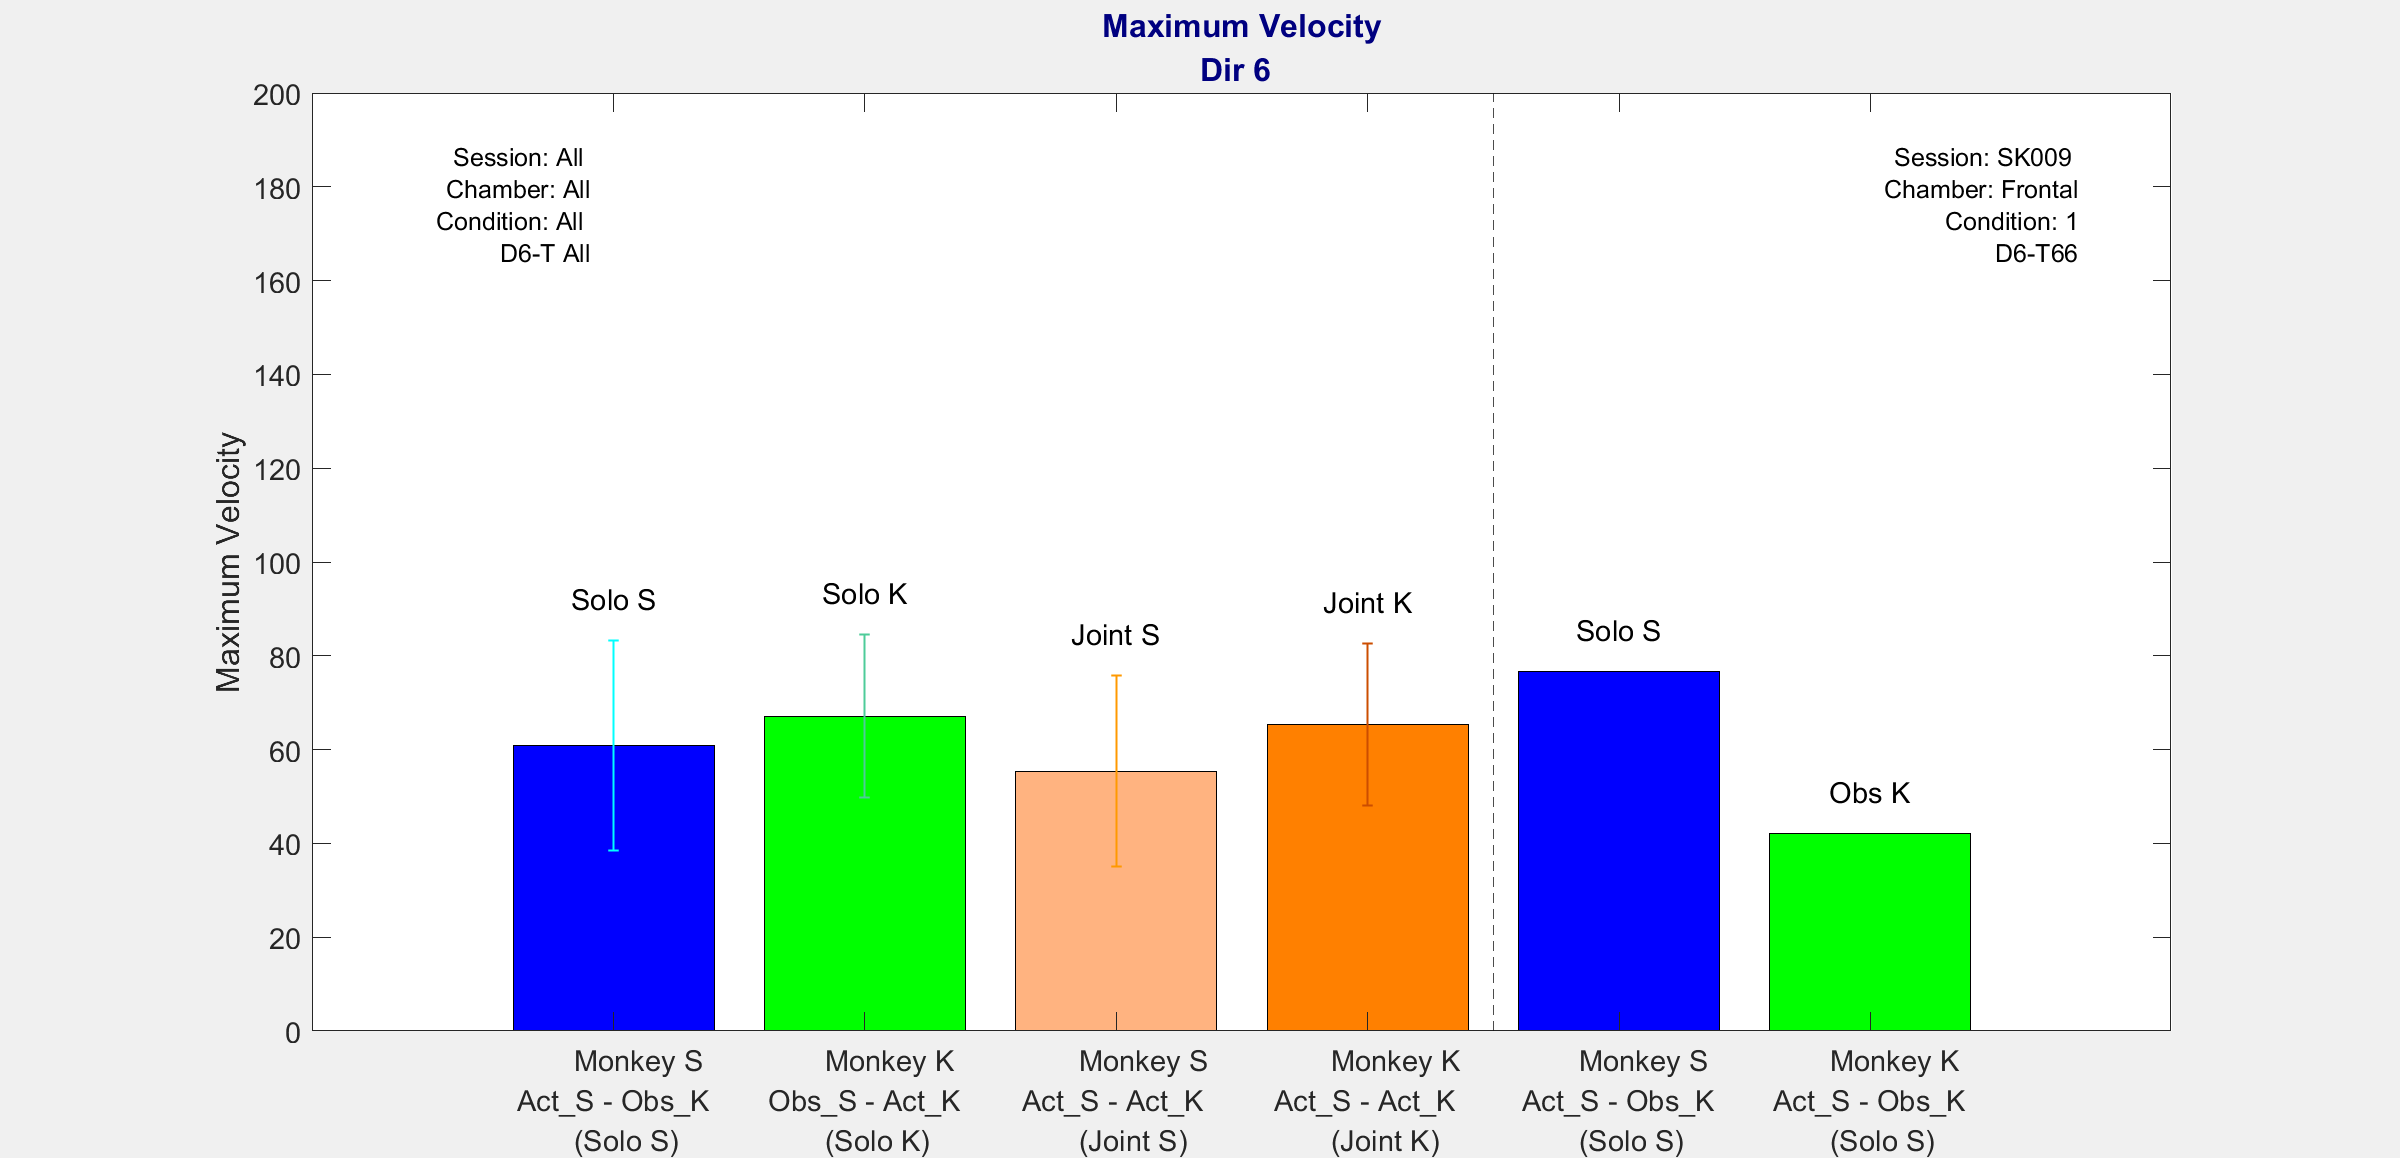 Maximum Velocity
Dir 6
200
180
160
140
120
100
80
60
40
20
0
Maximum Velocity
Session: All
Chamber: All
Condition: All
D6-T All
Session: SK009
Chamber: Frontal
Condition: 1
D6-T66
Solo S
Solo K
Joint S
Joint K
Solo S
Obs K
Monkey S
Act_S - Obs_K
(Solo S)
Monkey K
Obs_S - Act_K
(Solo K)
Monkey S
Act_S - Act_K
(Joint S)
Monkey K
Act_S - Act_K
(Joint K)
Monkey S
Act_S - Obs_K
(Solo S)
Monkey K
Act_S - Obs_K
(Solo S)